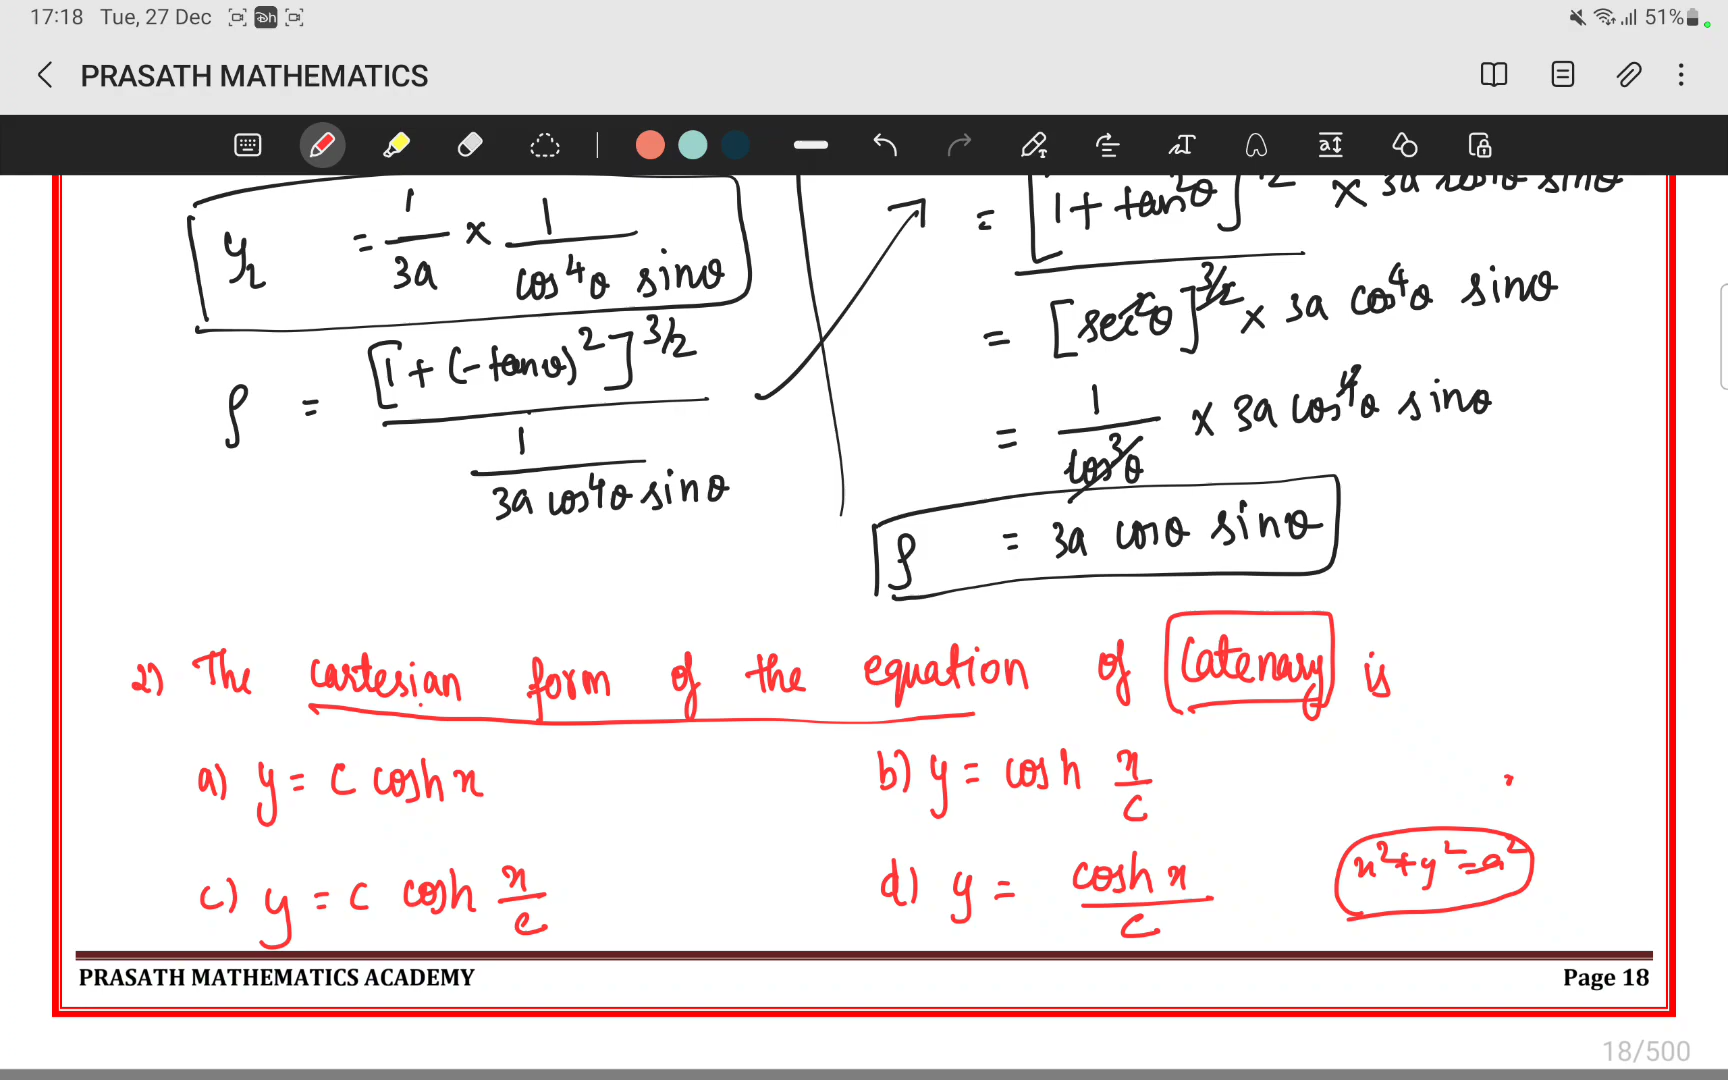 17:18 Tue, 27 Dec 51%
PRASATH MATHEMATICS
y₂ = 1/3a × 1/cos⁴θ sinθ
ρ = [1+(-tanθ)²]^3/2 / 1/3a cos⁴θ sinθ
= [1+tan²θ]^3/2 × 3a cos⁴θ sinθ
= [sec²θ]^3/2 × 3a cos⁴θ sinθ
= 1/cos³θ × 3a cos⁴θ sinθ
ρ = 3a cosθ sinθ
2) The cartesian form of the equation of Catenary is
a) y = c cosh x
b) y = cosh x/c
c) y = c cosh x/c
d) y = cosh x/c
x²+y²=a²
PRASATH MATHEMATICS ACADEMY Page 18
18/500